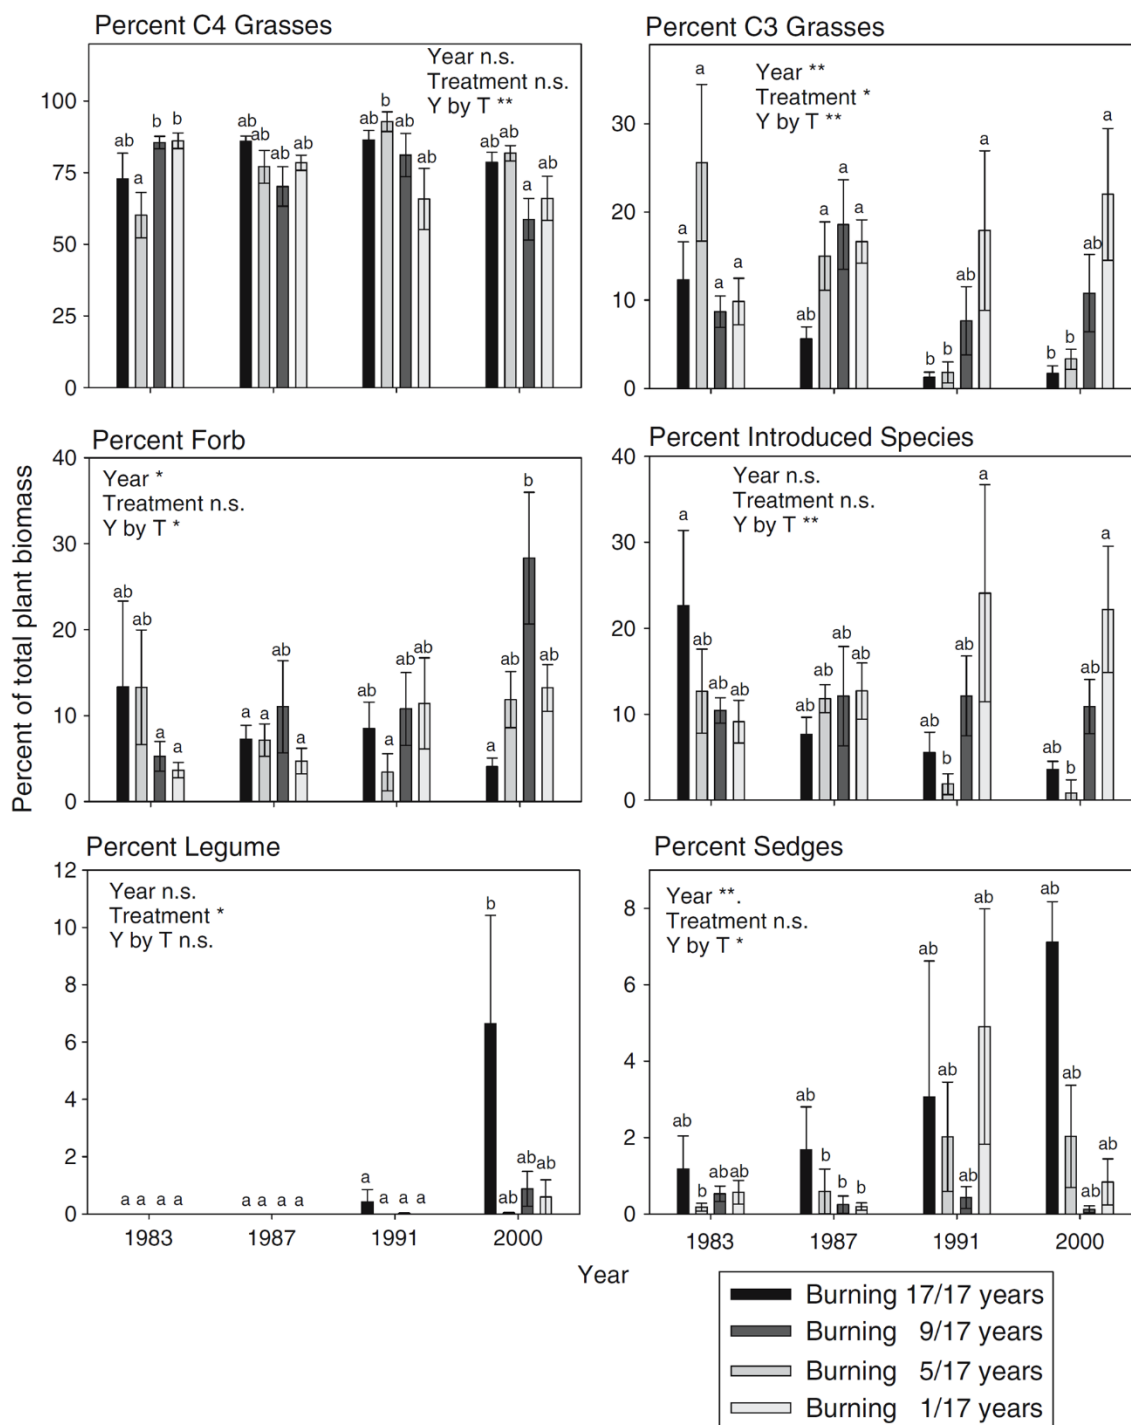 Percent C4 Grasses
Year n.s.
Treatment n.s.
Y by T **
100
75
50
25
0
ab a b b
ab ab ab ab
ab b ab ab
ab ab a ab
Percent C3 Grasses
Year **
Treatment *
Y by T **
30
20
10
0
a a a a
ab a a a
b b ab a
b b ab a
Percent of total plant biomass
Percent Forb
Year *
Treatment n.s.
Y by T *
40
30
20
10
0
ab ab a a
a a ab a
ab a ab ab
a ab b ab
Percent Introduced Species
Year n.s.
Treatment n.s.
Y by T **
40
30
20
10
0
a ab ab ab
ab ab ab ab
ab b ab a
ab b ab a
Percent Legume
Year n.s.
Treatment *
Y by T n.s.
12
10
8
6
4
2
0
a a a a
a a a a
a a a a
b ab ab ab
1983 1987 1991 2000
Percent Sedges
Year **.
Treatment n.s.
Y by T *
8
6
4
2
0
ab b ab ab
ab b b b
ab ab ab ab
ab ab ab ab
1983 1987 1991 2000
Year
Burning 17/17 years
Burning 9/17 years
Burning 5/17 years
Burning 1/17 years